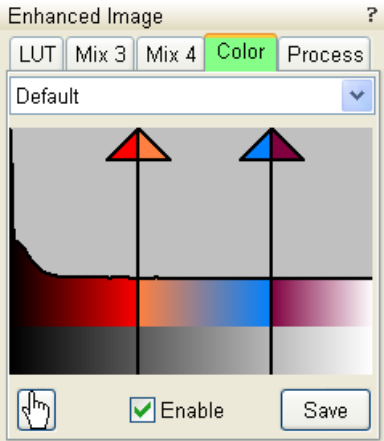 Enhanced Image ?
LUT Mix 3 Mix 4 Color Process
Default
Enable Save